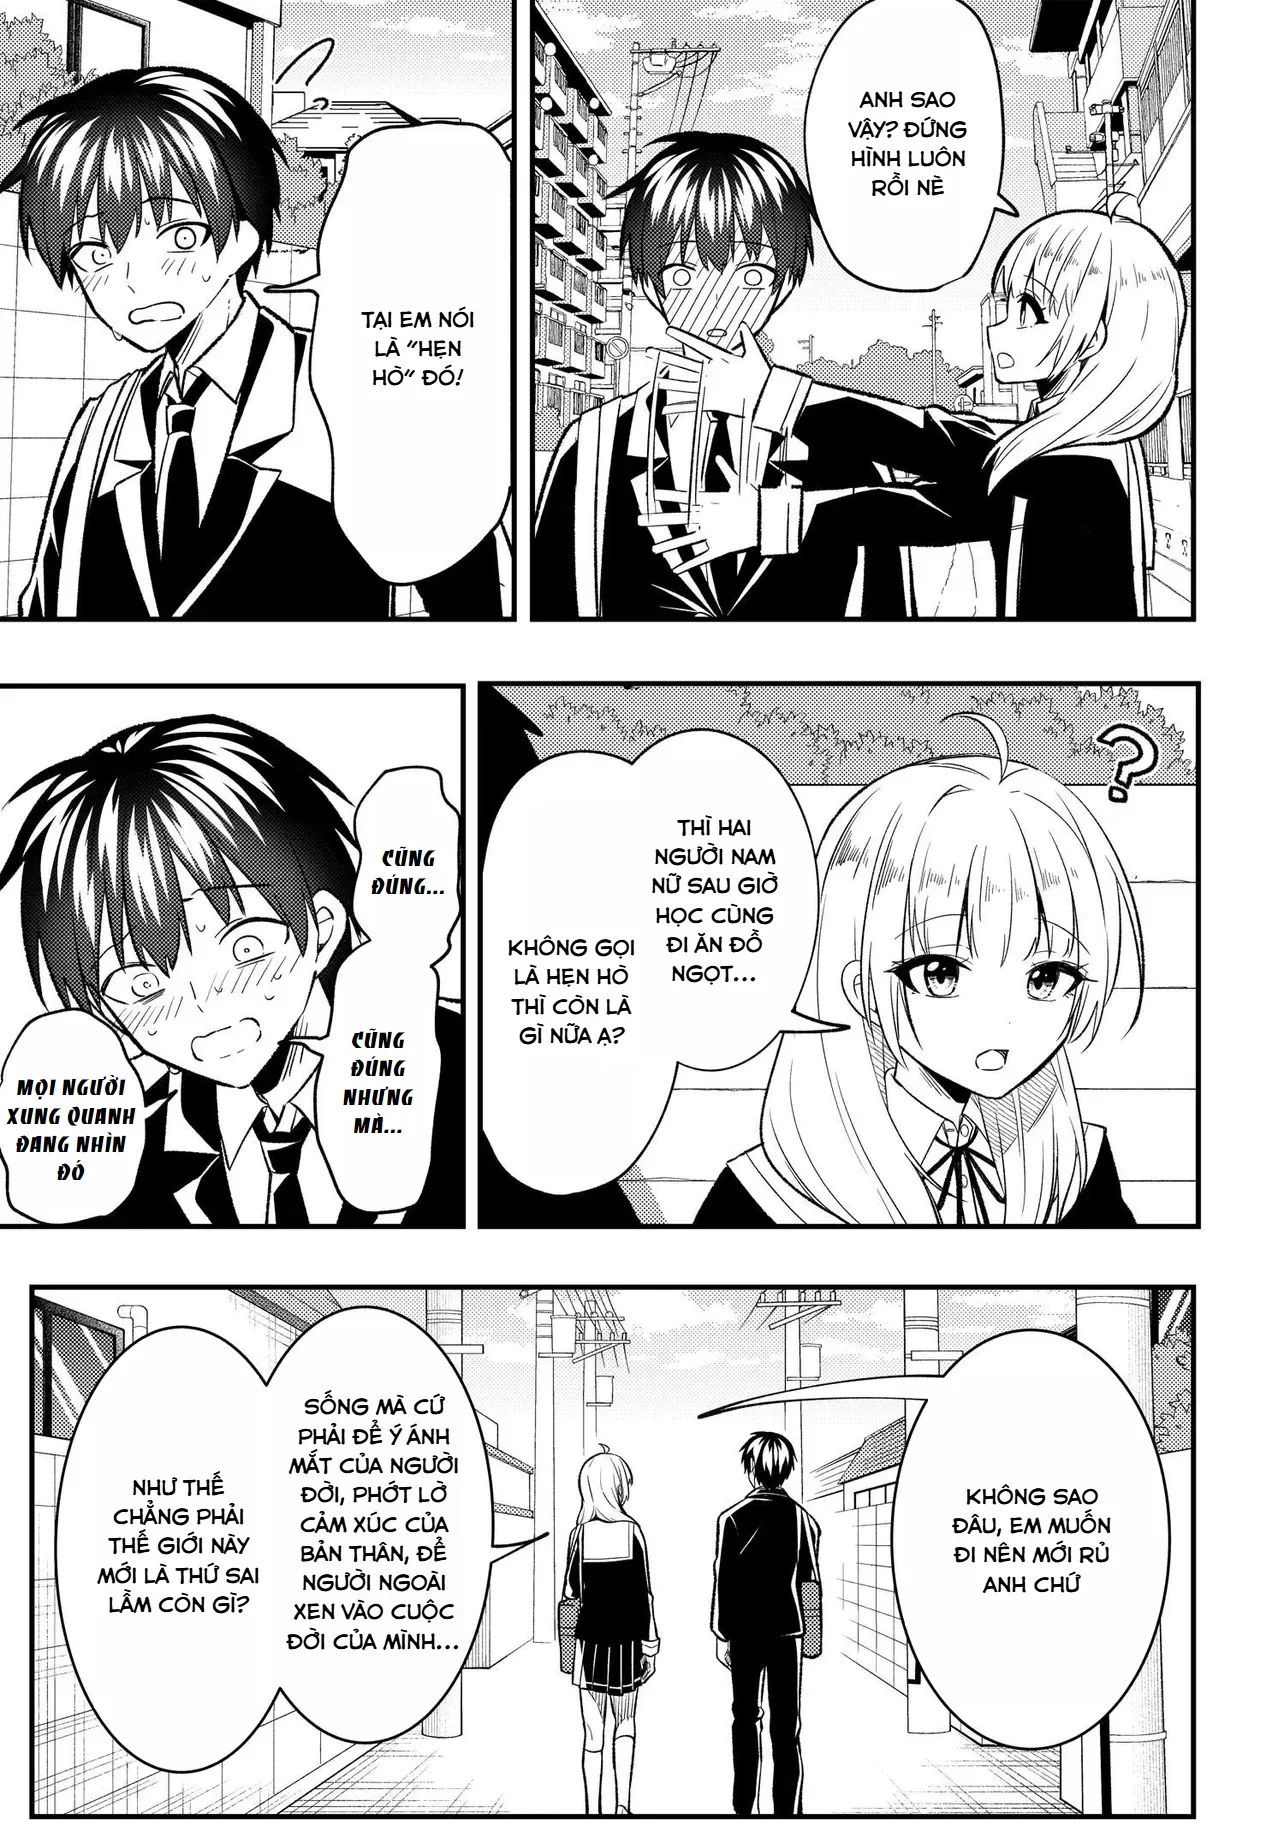 ANH SAO
VẬY? ĐỨNG
HÌNH LUÔN
RỒI NÈ
TẠI EM NÓI
LÀ "HẸN
HÒ" ĐÓ!
THÌ HAI
NGƯỜI NAM
NỮ SAU GIỜ
HỌC CÙNG
ĐI ĂN ĐỒ
NGỌT...
KHÔNG GỌI
LÀ HẸN HÒ
THÌ CÒN LÀ
GÌ NỮA Ạ?
?
CŨNG
ĐÚNG...
CŨNG
ĐÚNG
NHƯNG
MÀ...
MỌI NGƯỜI
XUNG QUANH
ĐANG NHÌN
ĐÓ
KHÔNG SAO
ĐÂU, EM MUỐN
ĐI NÊN MỚI RỦ
ANH CHỨ
SỐNG MÀ CỨ
PHẢI ĐỂ Ý ÁNH
MẮT CỦA NGƯỜI
ĐỜI, PHỚT LỜ
CẢM XÚC CỦA
BẢN THÂN, ĐỂ
NGƯỜI NGOÀI
XEN VÀO CUỘC
ĐỜI CỦA MÌNH...
NHƯ THẾ
CHẲNG PHẢI
THẾ GIỚI NÀY
MỚI LÀ THỨ SAI
LẦM CÒN GÌ?